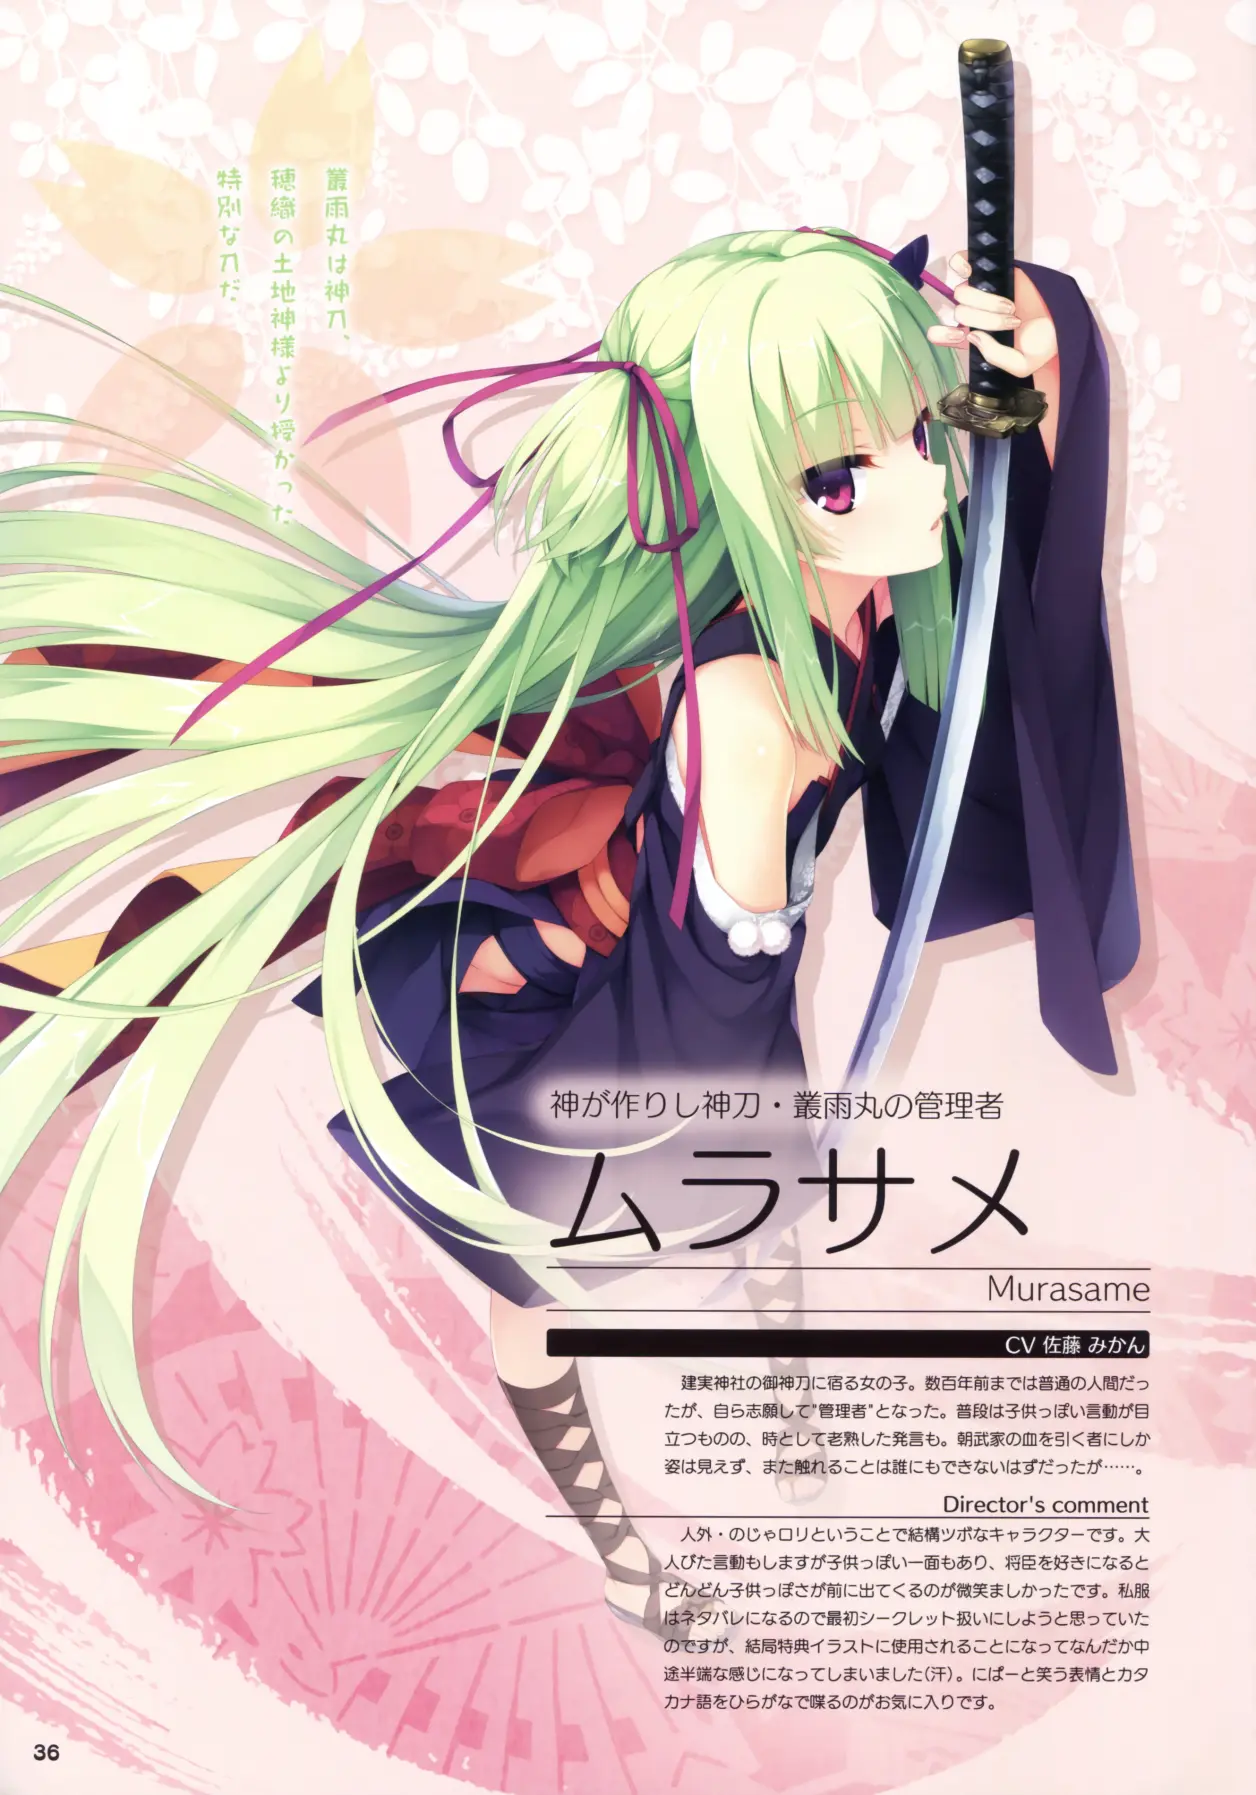 叢雨丸は神刀、
穂織の土地神様より授かった
特別な刀だ
神が作りし神刀・叢雨丸の管理者
ムラサメ
Murasame
CV 佐藤 みかん
建実神社の御神刀に宿る女の子。数百年前までは普通の人間だっ
たが、自ら志願して"管理者"となった。普段は子供っぽい言動が目
立つものの、時として老熟した発言も。朝武家の血を引く者にしか
姿は見えず、また触れることは誰にもできないはずだったが……。
Director's comment
人外・のじゃロリということで結構ツボなキャラクターです。大
人びた言動もしますが子供っぽい一面もあり、将臣を好きになると
どんどん子供っぽさが前に出てくるのが微笑ましかったです。私服
はネタバレになるので最初シークレット扱いにしようと思っていた
のですが、結局特典イラストに使用されることになってなんだか中
途半端な感じになってしまいました(汗)。にぱーと笑う表情とカタ
カナ語をひらがなで喋るのがお気に入りです。
36